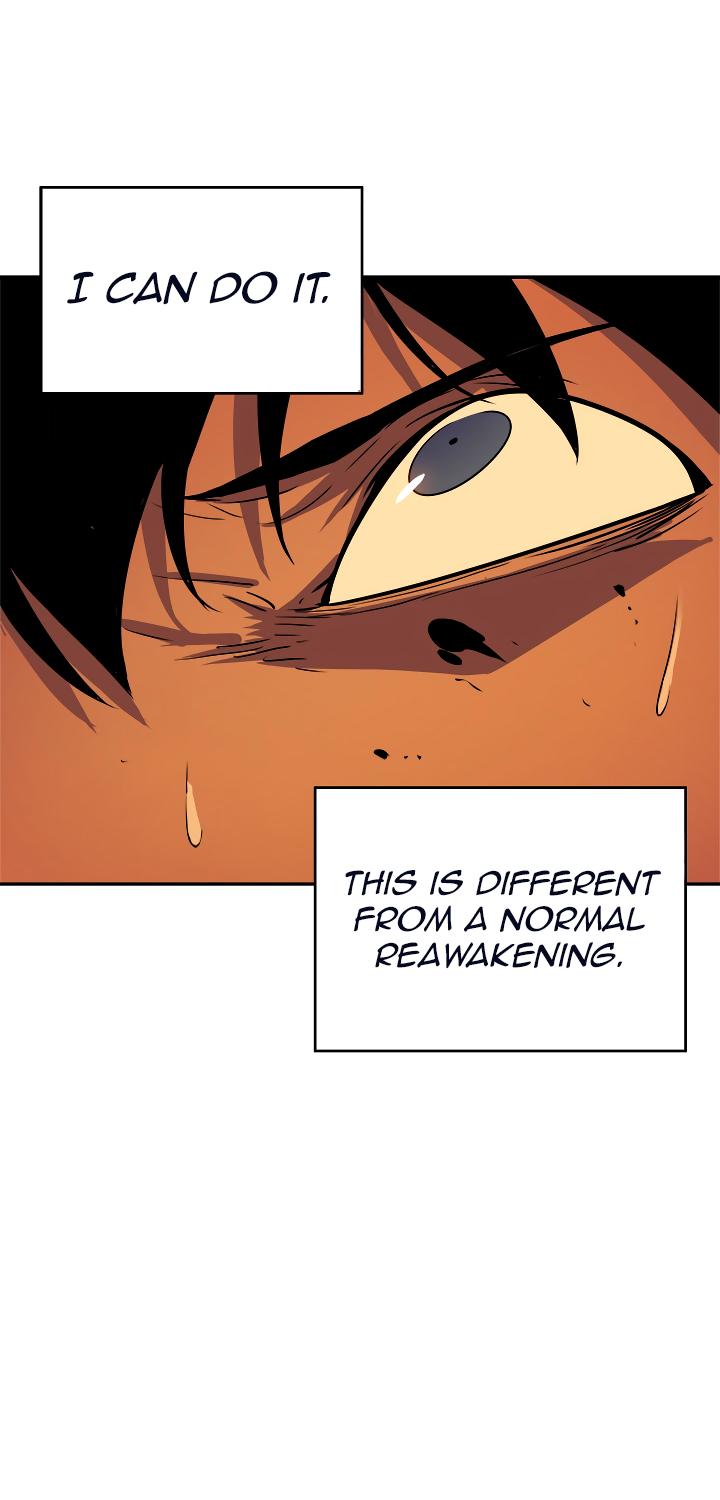 I CAN DO IT.
THIS IS DIFFERENT
FROM A NORMAL
REAWAKENING.